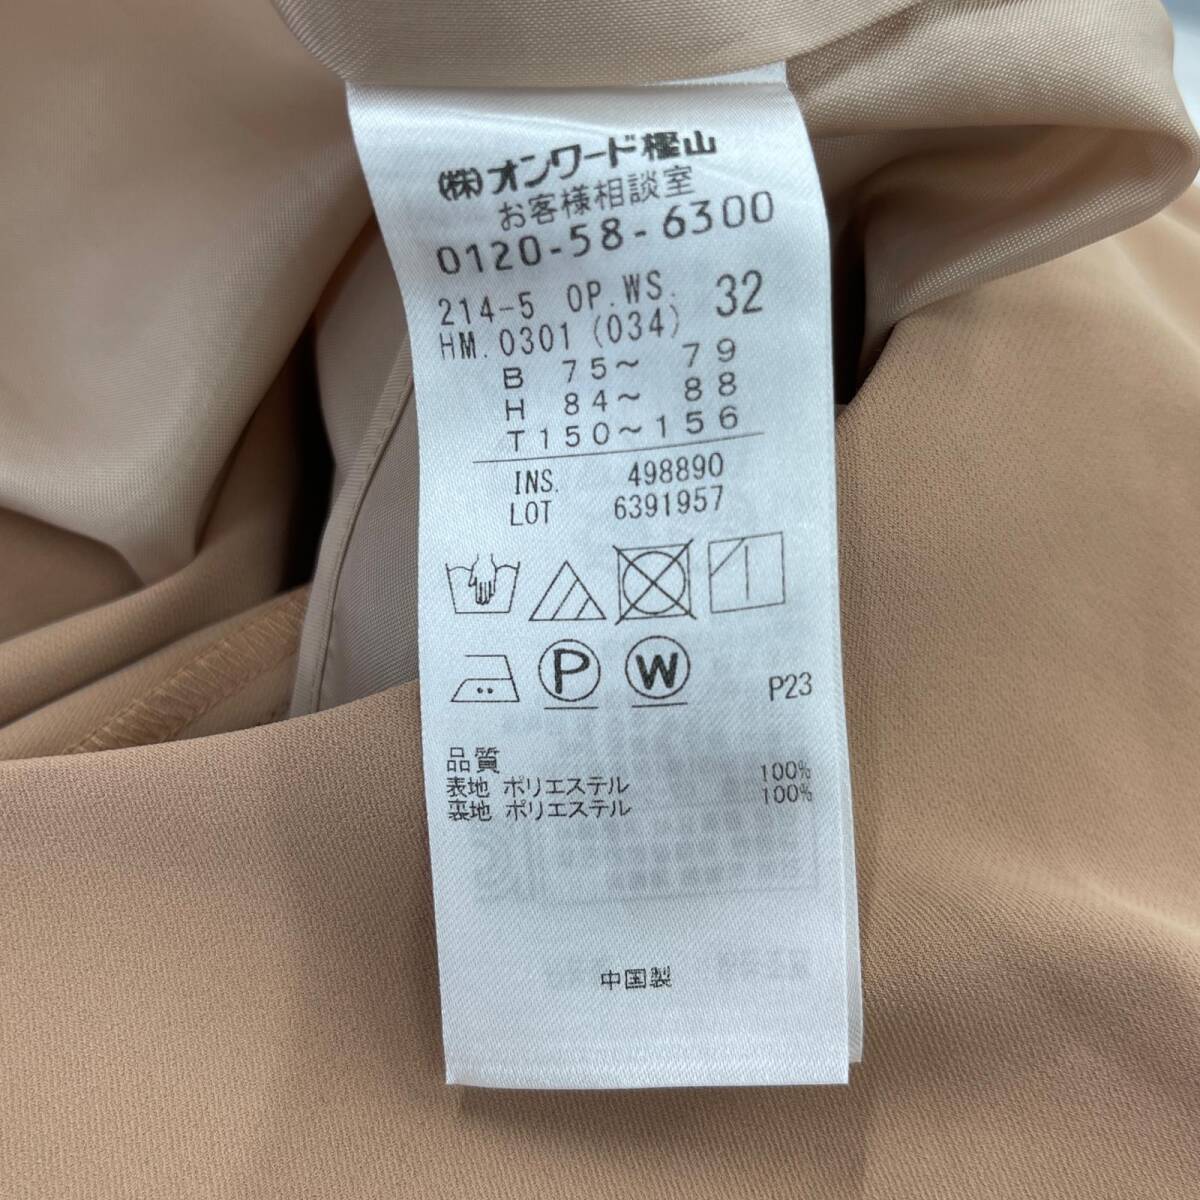 (株)オンワード樫山
お客様相談室
0120-58-6300
214-5 OP.WS. 32
HM.0301(034)
B 75～ 79
H 84～ 88
T150～156
INS. 498890
LOT 6391957
P W P23
品質
表地 ポリエステル 100%
裏地 ポリエステル 100%
中国製